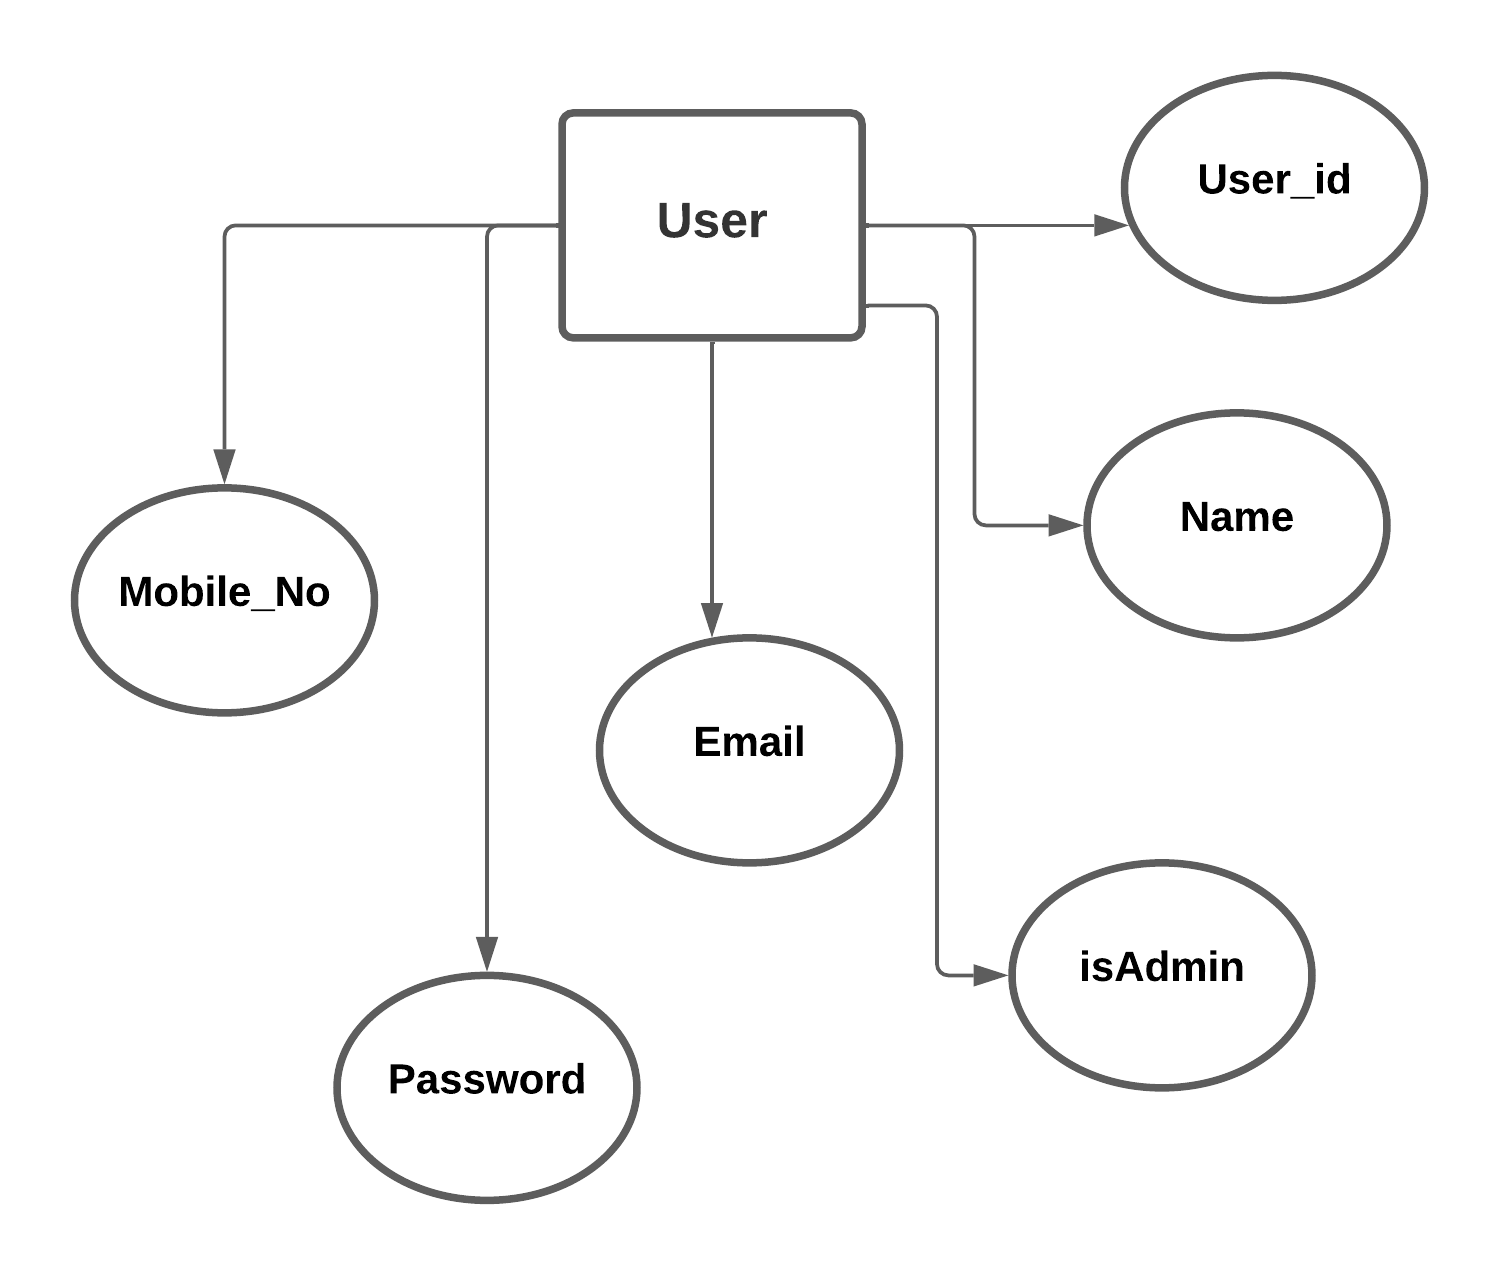 User
User_id
Name
Mobile_No
Email
isAdmin
Password